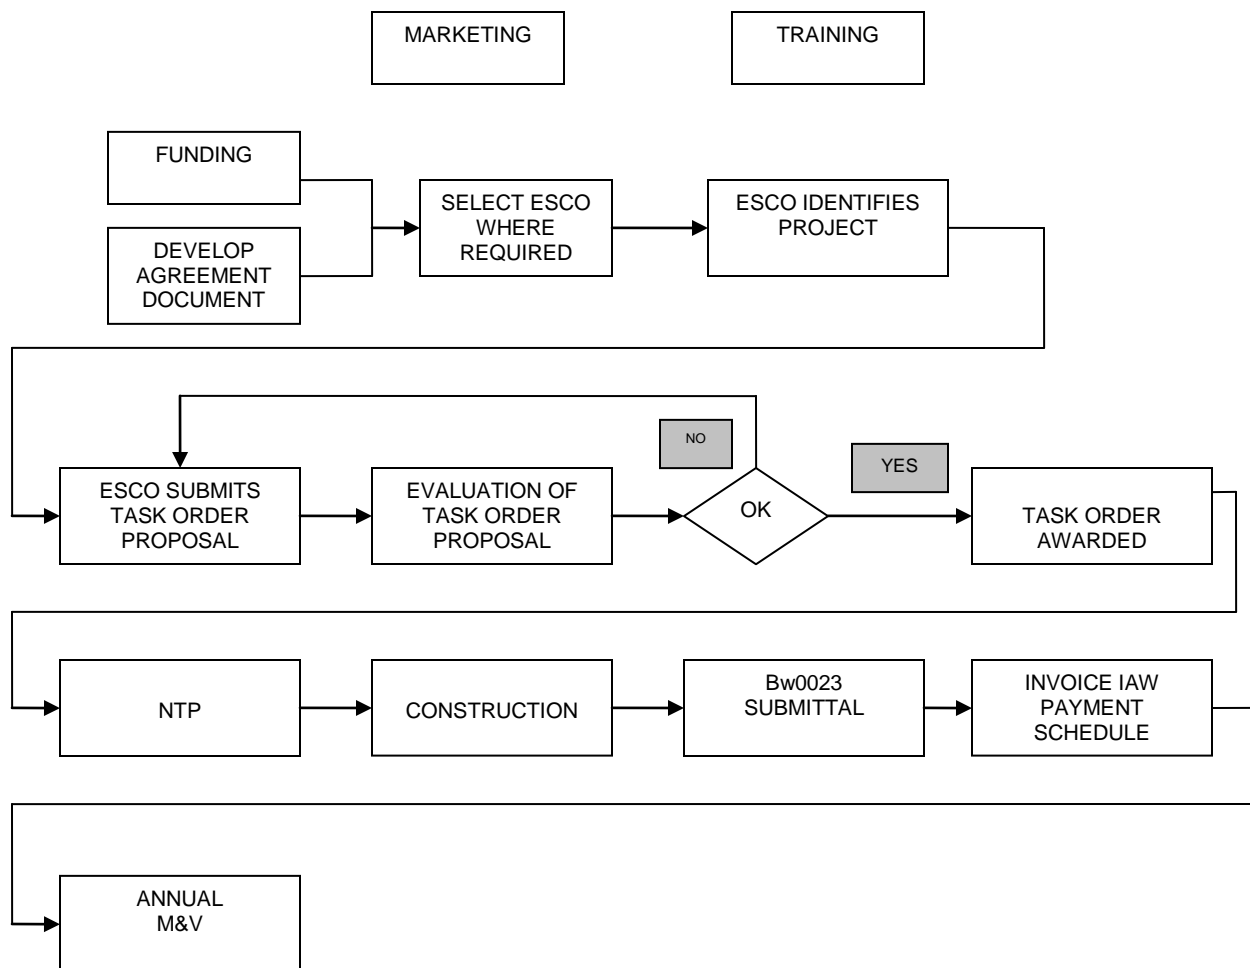 MARKETING
TRAINING
FUNDING
DEVELOP
AGREEMENT
DOCUMENT
SELECT ESCO
WHERE
REQUIRED
ESCO IDENTIFIES
PROJECT
ESCO SUBMITS
TASK ORDER
PROPOSAL
EVALUATION OF
TASK ORDER
PROPOSAL
NO
OK
YES
TASK ORDER
AWARDED
NTP
CONSTRUCTION
Bw0023
SUBMITTAL
INVOICE IAW
PAYMENT
SCHEDULE
ANNUAL
M&V